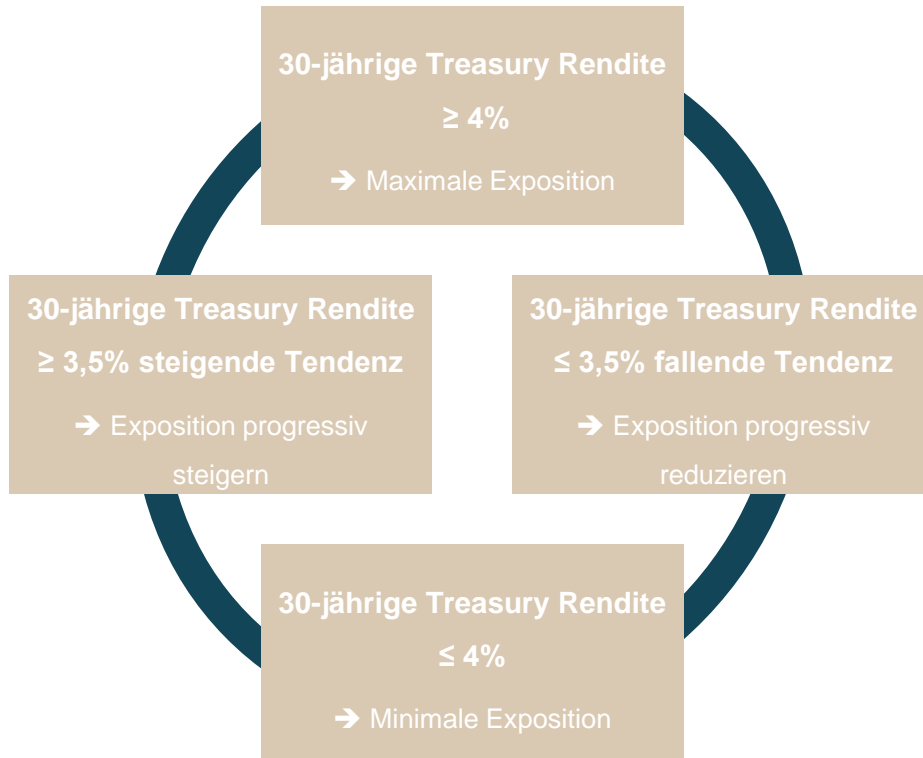 30-jährige Treasury Rendite
≥ 4%
➔ Maximale Exposition
30-jährige Treasury Rendite
≥ 3,5% steigende Tendenz
➔ Exposition progressiv
steigern
30-jährige Treasury Rendite
≤ 3,5% fallende Tendenz
➔ Exposition progressiv
reduzieren
30-jährige Treasury Rendite
≤ 4%
➔ Minimale Exposition